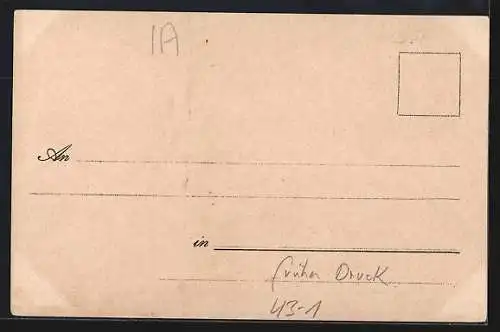 1A
An
in
früher Druck
43-1